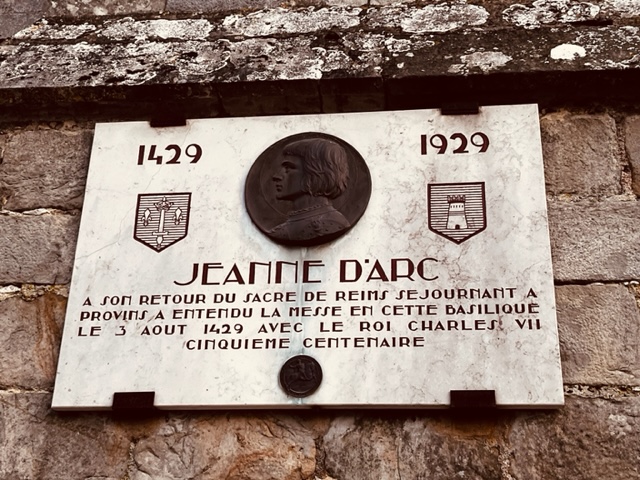 1429 1929
JEANNE D'ARC
A SON RETOUR DU SACRE DE REIMS SEJOURNANT A
PROVINS A ENTENDU LA MESSE EN CETTE BASILIQUE
LE 3 AOUT 1429 AVEC LE ROI CHARLES VII
CINQUIEME CENTENAIRE